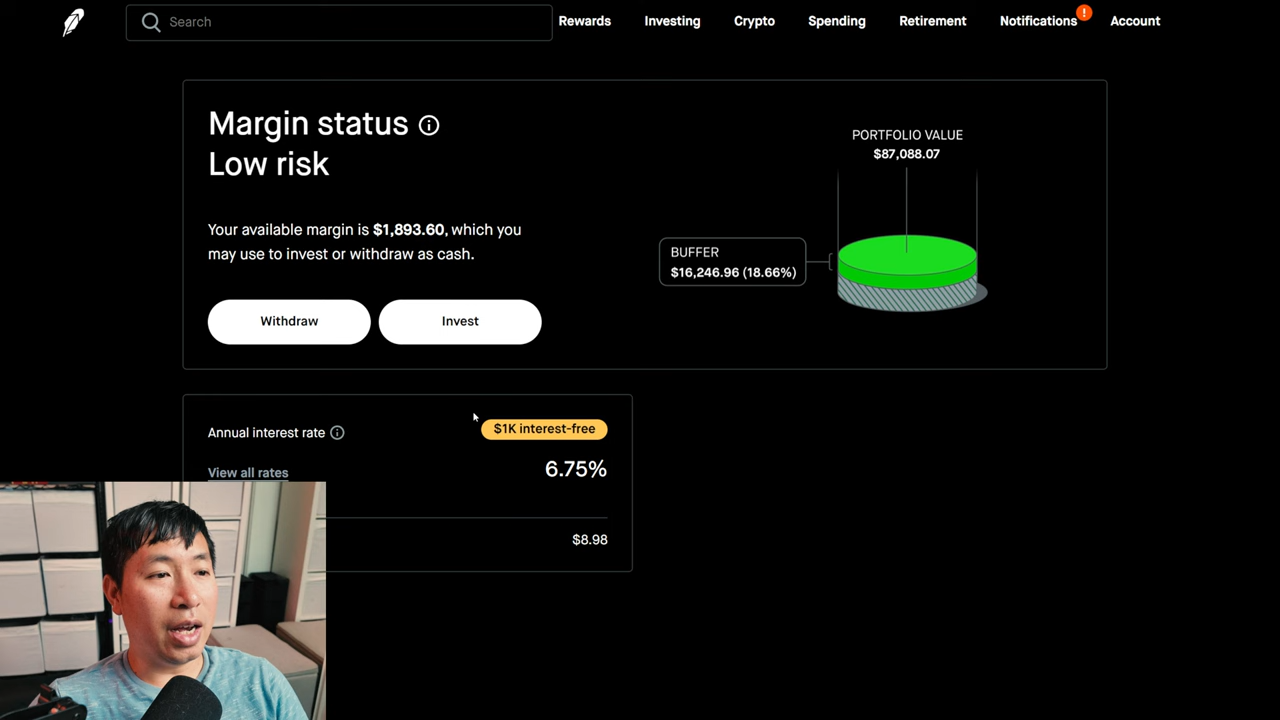 Search
Rewards
Investing
Crypto
Spending
Retirement
Notifications
!
Account
Margin status
Low risk
Your available margin is $1,893.60, which you
may use to invest or withdraw as cash.
Withdraw
Invest
PORTFOLIO VALUE
$87,088.07
BUFFER
$16,246.96 (18.66%)
Annual interest rate
$1K interest-free
View all rates
6.75%
$8.98